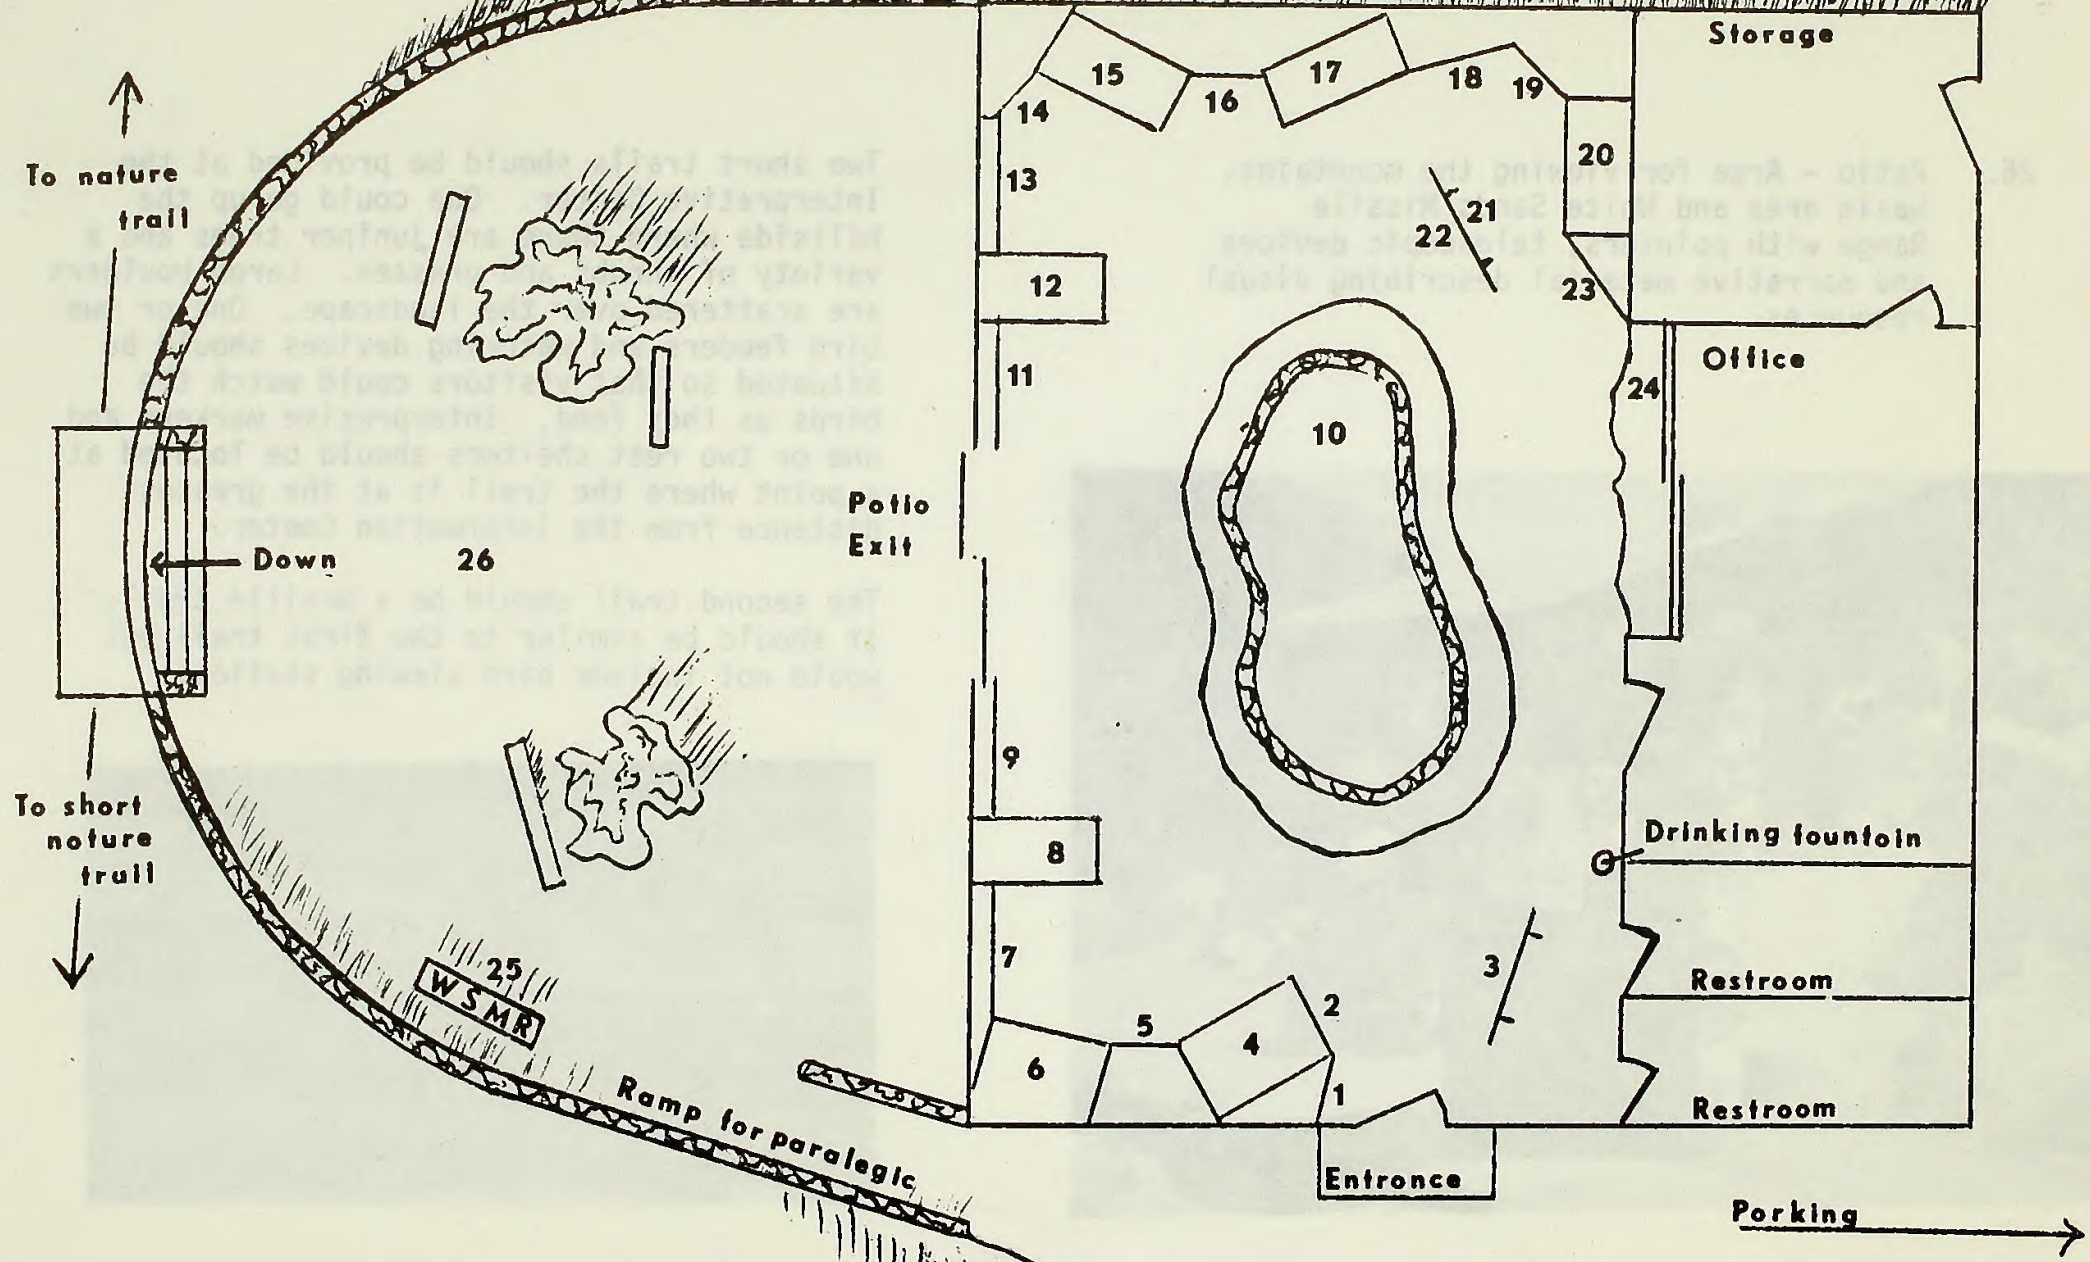 Storage
15
17
18
14
16
19
20
To nature
trail
13
21
22
12
23
Office
11
24
10
Patio
Exit
Down
26
9
To short
nature
trail
8
Drinking fountain
7
25
WSMR
3
Restroom
2
5
4
6
1
Ramp for paralegic
Restroom
Entrance
Parking